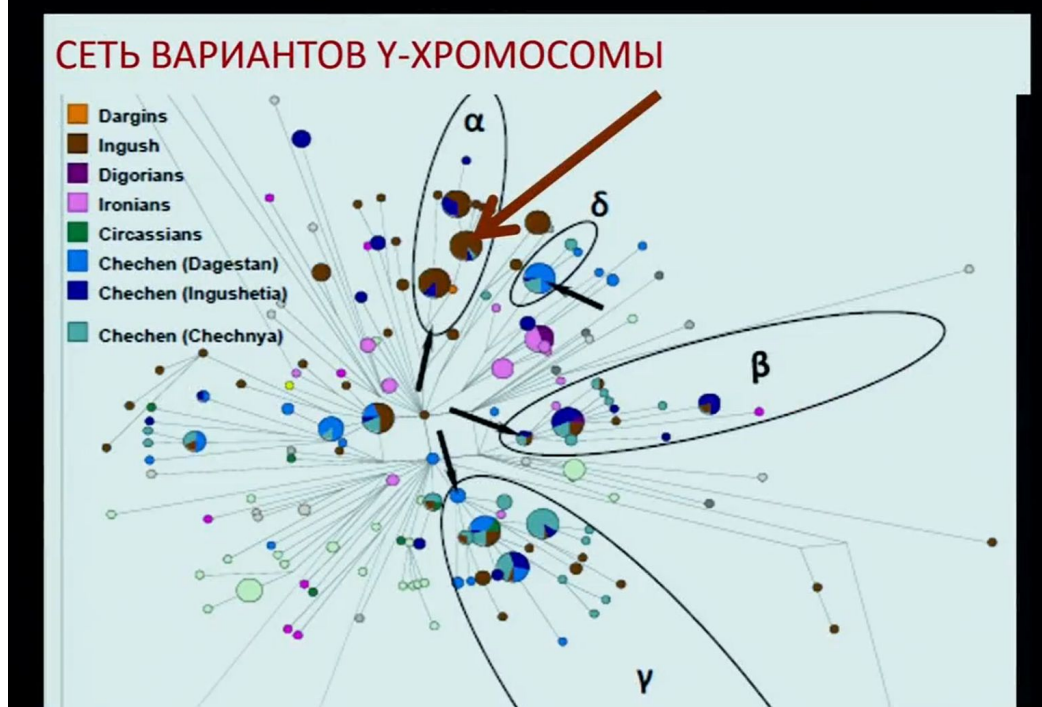 СЕТЬ ВАРИАНТОВ Y-ХРОМОСОМЫ
Dargins
Ingush
Digorians
Ironians
Circassians
Chechen (Dagestan)
Chechen (Ingushetia)
Chechen (Chechnya)
α
δ
β
γ